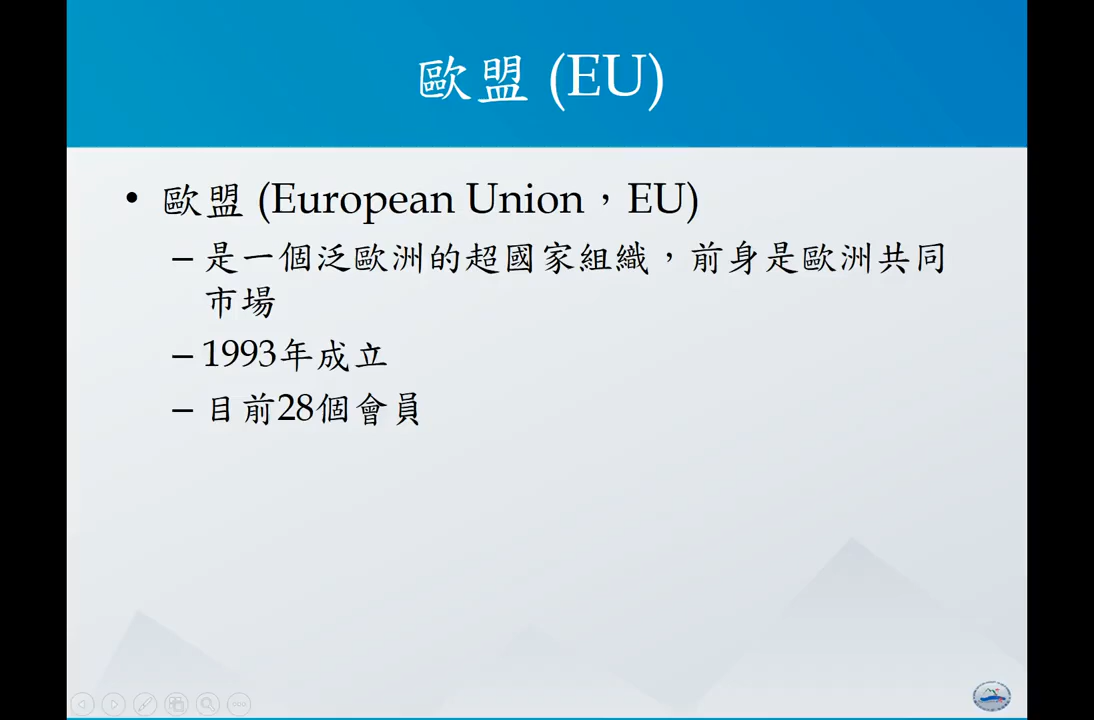 歐盟 (EU)
• 歐盟 (European Union，EU)
– 是一個泛歐洲的超國家組織，前身是歐洲共同
市場
– 1993年成立
– 目前28個會員